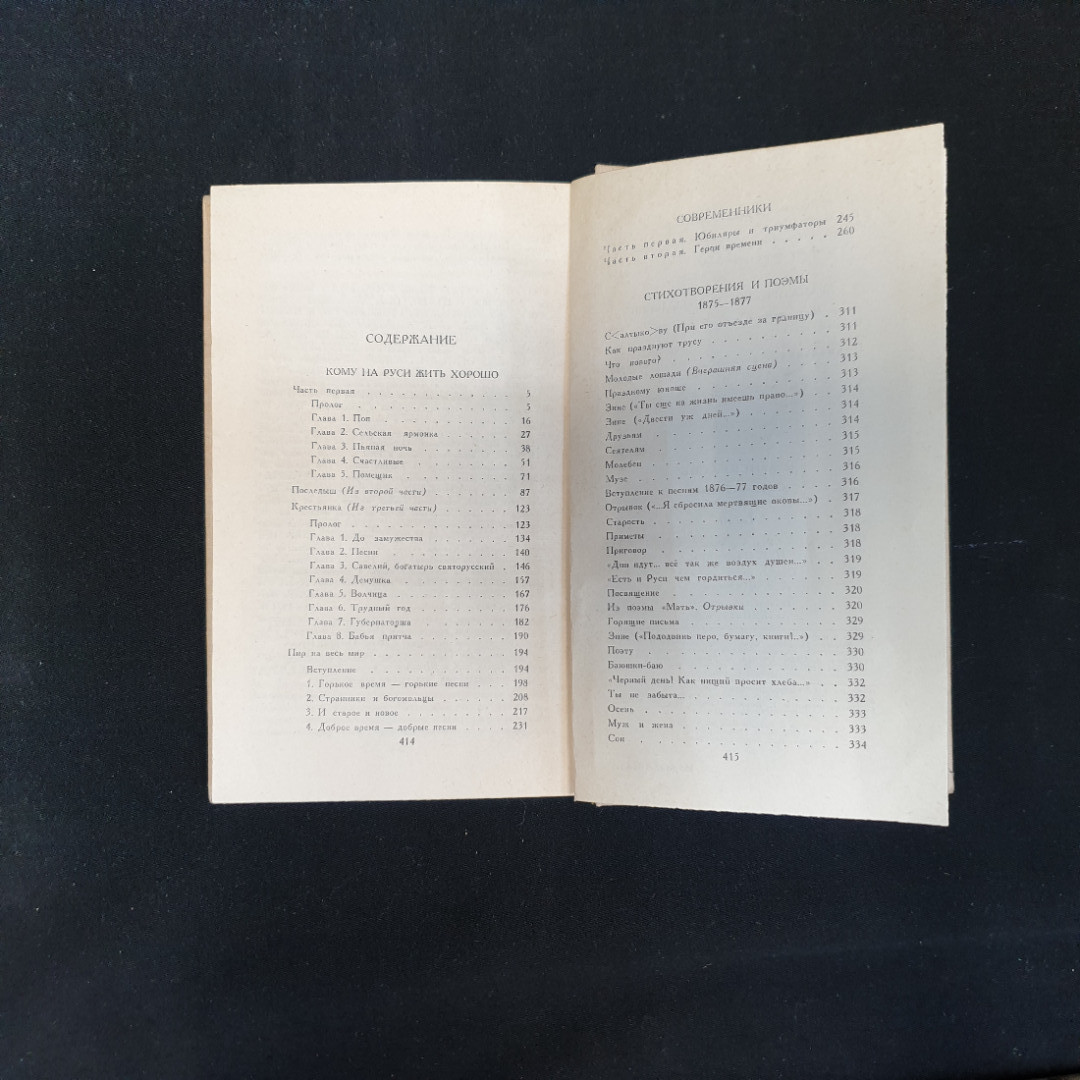 СОДЕРЖАНИЕ
КОМУ НА РУСИ ЖИТЬ ХОРОШО
Часть первая . . . . . . . . . . . 5
Пролог . . . . . . . . . . . 5
Глава 1. Поп . . . . . . . . . . 16
Глава 2. Сельская ярмонка . . . . . . 27
Глава 3. Пьяная ночь . . . . . . . 38
Глава 4. Счастливые . . . . . . . 51
Глава 5. Помещик . . . . . . . . 71
Последыш (Из второй части) . . . . . . . 87
Крестьянка (Из третьей части) . . . . . . . 123
Пролог . . . . . . . . . . . 123
Глава 1. До замужества . . . . . . . 134
Глава 2. Песни . . . . . . . . . 140
Глава 3. Савелий, богатырь святорусский . 146
Глава 4. Демушка . . . . . . . . 157
Глава 5. Волчица . . . . . . . . 167
Глава 6. Трудный год . . . . . . . 176
Глава 7. Губернаторша . . . . . . . 182
Глава 8. Бабья притча . . . . . . . 190
Пир на весь мир . . . . . . . . . . 194
Вступление . . . . . . . . . . 194
1. Горькое время — горькие песни . . . 198
2. Странники и богомольцы . . . . . . 208
3. И старое и новое . . . . . . . . 217
4. Доброе время — добрые песни . . . . 231
414
СОВРЕМЕННИКИ
Часть первая. Юбиляры и триумфаторы 245
Часть вторая. Герои времени . . . . . 260
СТИХОТВОРЕНИЯ И ПОЭМЫ
1875—1877
С<алтыко>ву (При его отъезде за границу) . 311
Как празднуют трусу . . . . . . . . 311
Что нового? . . . . . . . . . . 312
Молодые лошади (Вчерашняя сцена) . . . . 313
Праздному юноше . . . . . . . . . 313
Зине («Ты еще на жизнь имеешь право...») . . 314
Зине («Двести уж дней...») . . . . . . 314
Друзьям . . . . . . . . . . . 314
Сеятелям . . . . . . . . . . . 315
Молебен . . . . . . . . . . . 315
Музе . . . . . . . . . . . . 316
Вступление к песням 1876—77 годов . . . . 316
Отрывок («...Я сбросила мертвящие оковы...») . 317
Старость . . . . . . . . . . . 318
Приметы . . . . . . . . . . . 318
Приговор . . . . . . . . . . . 318
«Дни идут... всё так же воздух душен...» . . . 319
«Есть и Руси чем гордиться...» . . . . . 319
Посвящение . . . . . . . . . . 320
Из поэмы «Мать». Отрывки . . . . . . 320
Горящие письма . . . . . . . . . 329
Зине («Пододвинь перо, бумагу, книги!..») . . 329
Поэту . . . . . . . . . . . . 330
Баюшки-баю . . . . . . . . . . 330
«Черный день! Как нищий просит хлеба...» . . 332
Ты не забыта... . . . . . . . . . 332
Осень . . . . . . . . . . . . 333
Муж и жена . . . . . . . . . . 333
Сон . . . . . . . . . . . . 334
415